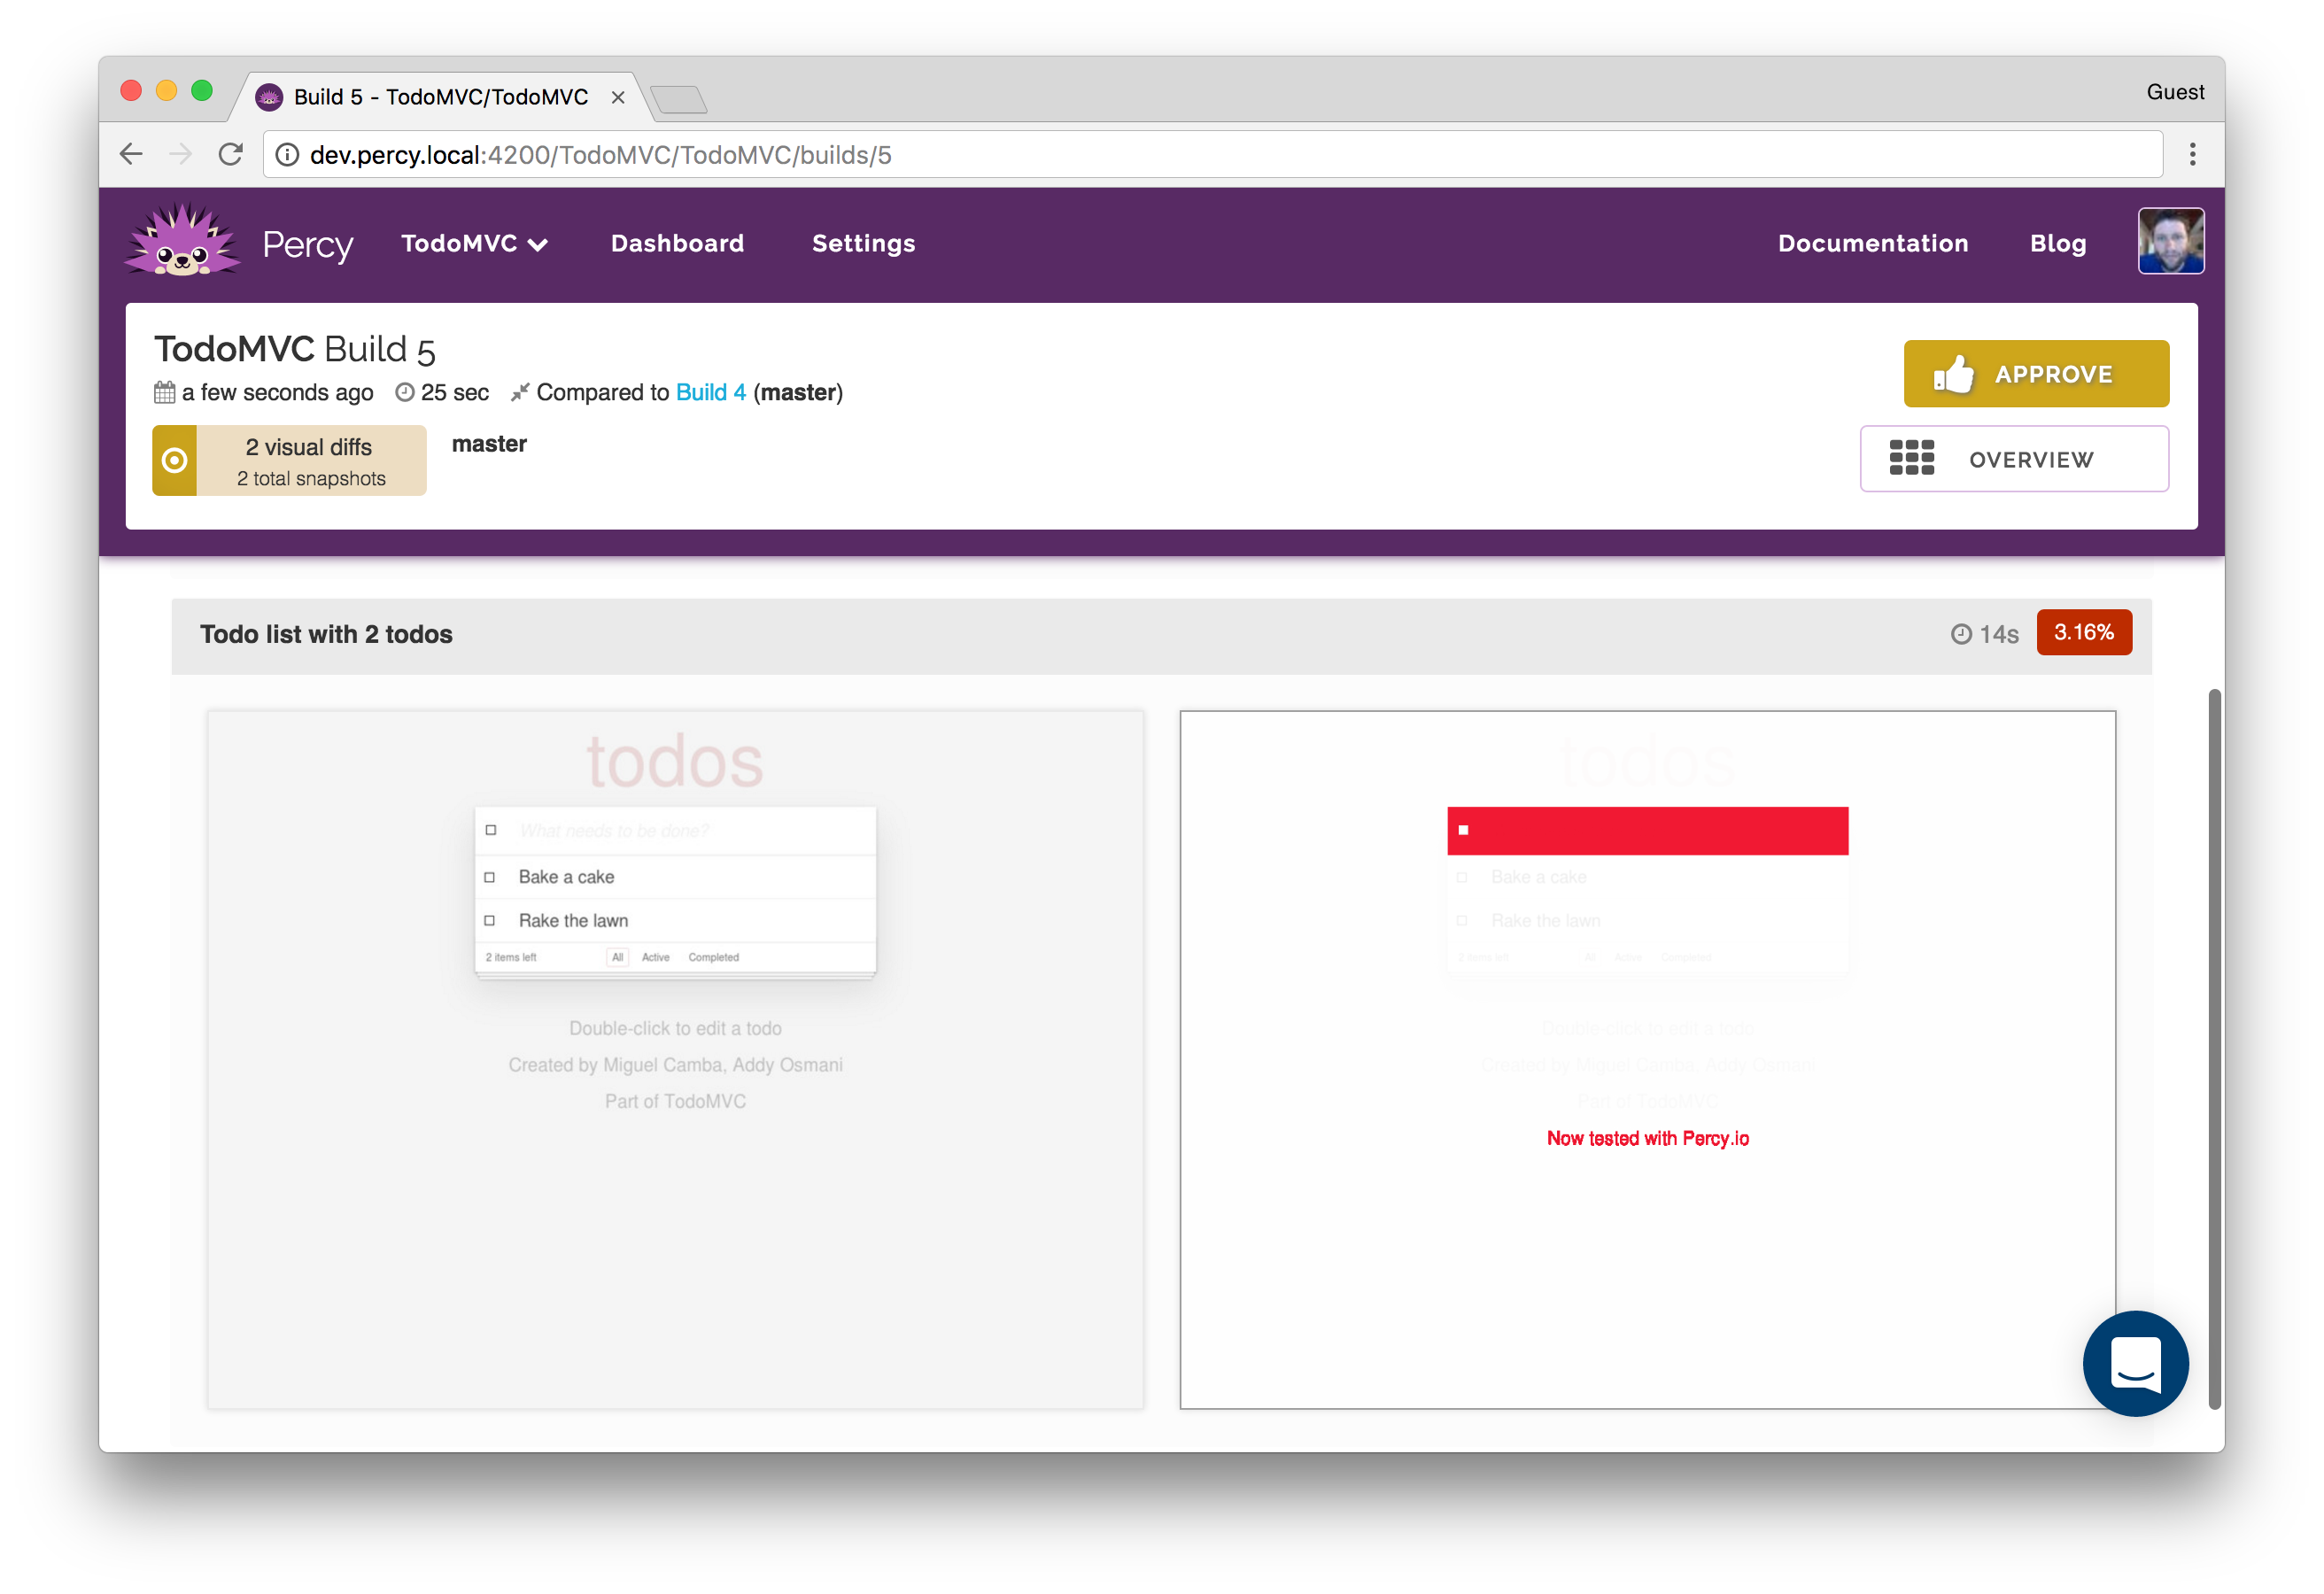 Build 5 - TodoMVC/TodoMVC
Guest
dev.percy.local:4200/TodoMVC/TodoMVC/builds/5
Percy TodoMVC Dashboard Settings Documentation Blog
TodoMVC Build 5
a few seconds ago 25 sec Compared to Build 4 (master)
APPROVE
2 visual diffs
2 total snapshots
master
OVERVIEW
Todo list with 2 todos 14s 3.16%
todos
What needs to be done?
Bake a cake
Rake the lawn
2 items left All Active Completed
Double-click to edit a todo
Created by Miguel Camba, Addy Osmani
Part of TodoMVC
todos
Bake a cake
Rake the lawn
2 items left All Active Completed
Double-click to edit a todo
Created by Miguel Camba, Addy Osmani
Part of TodoMVC
Now tested with Percy.io